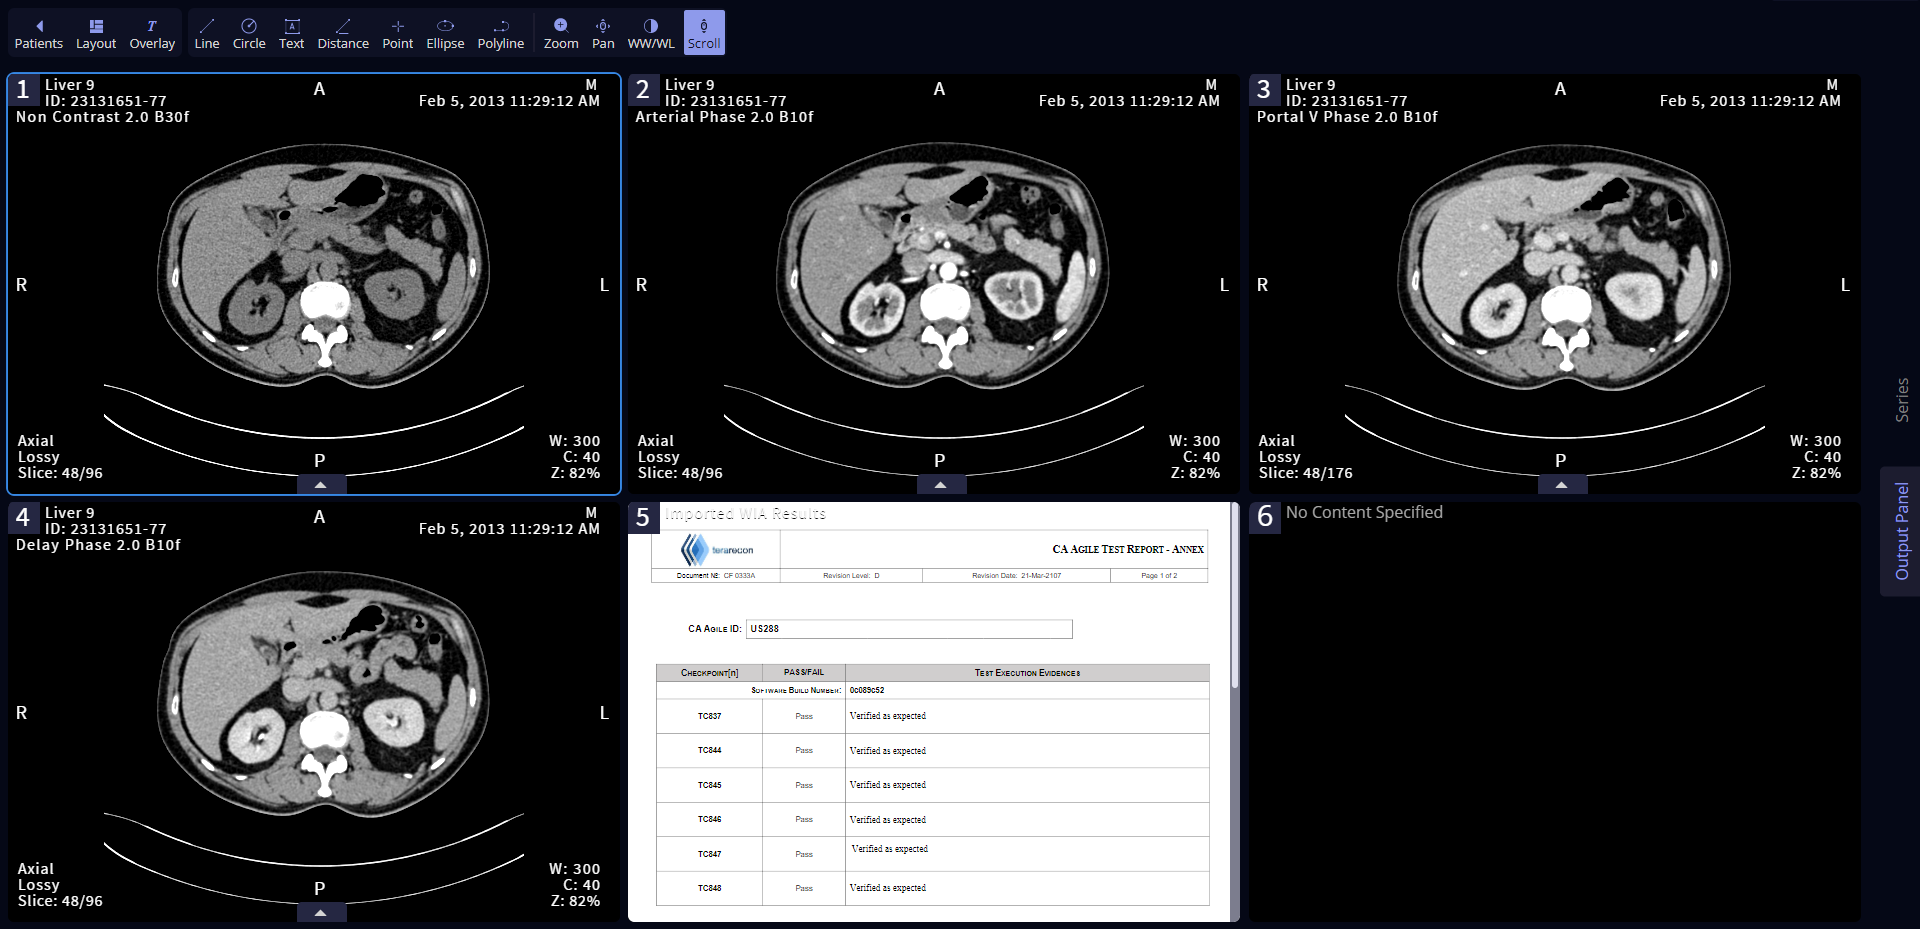 Patients Layout Overlay Line Circle Text Distance Point Ellipse Polyline Zoom Pan WW/WL Scroll
1
Liver 9
ID: 23131651-77
Non Contrast 2.0 B30f
A
M
Feb 5, 2013 11:29:12 AM
R
L
Axial
Lossy
Slice: 48/96
P
W: 300
C: 40
Z: 82%
2
Liver 9
ID: 23131651-77
Arterial Phase 2.0 B10f
A
M
Feb 5, 2013 11:29:12 AM
R
L
Axial
Lossy
Slice: 48/96
P
W: 300
C: 40
Z: 82%
3
Liver 9
ID: 23131651-77
Portal V Phase 2.0 B10f
A
M
Feb 5, 2013 11:29:12 AM
R
L
Axial
Lossy
Slice: 48/176
P
W: 300
C: 40
Z: 82%
Series
Output Panel
4
Liver 9
ID: 23131651-77
Delay Phase 2.0 B10f
A
M
Feb 5, 2013 11:29:12 AM
R
L
Axial
Lossy
Slice: 48/96
P
W: 300
C: 40
Z: 82%
5
Imported WIA Results
terarecon
CA AGILE TEST REPORT - ANNEX
Document Nº: CF 0333A Revision Level: D Revision Date: 21-Mar-2107 Page 1 of 2
CA AGILE ID: US288
CHECKPOINT[N] PASS/FAIL TEST EXECUTION EVIDENCES
SOFTWARE BUILD NUMBER: 0c089c52
TC837 Pass Verified as expected
TC844 Pass Verified as expected
TC845 Pass Verified as expected
TC846 Pass Verified as expected
TC847 Pass Verified as expected
TC848 Pass Verified as expected
6
No Content Specified